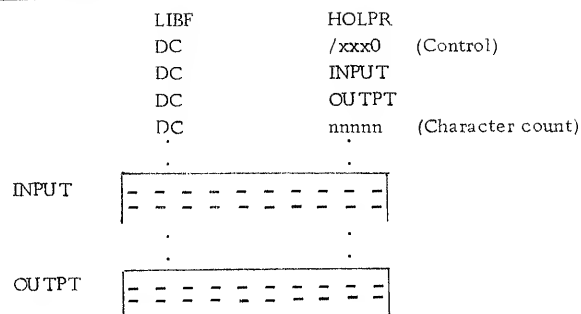 LIBF HOLPR
DC /xxx0 (Control)
DC INPUT
DC OUTPT
DC nnnnn (Character count)
INPUT
OUTPT